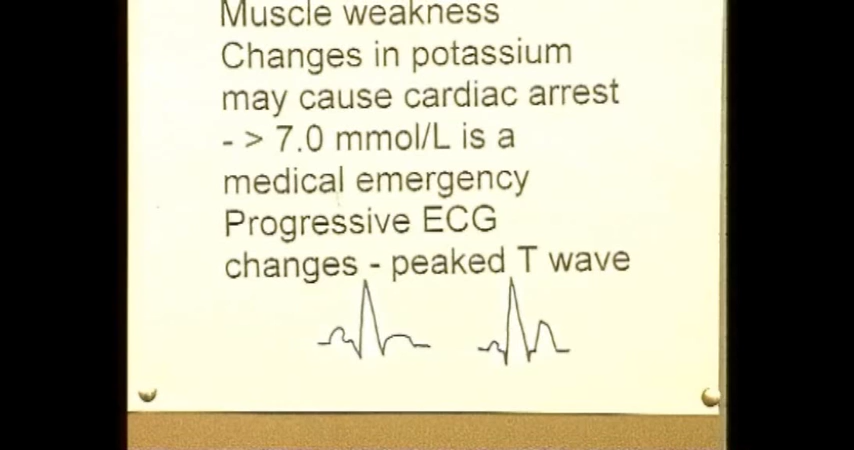 Muscle weakness
Changes in potassium
may cause cardiac arrest
- > 7.0 mmol/L is a
medical emergency
Progressive ECG
changes - peaked T wave